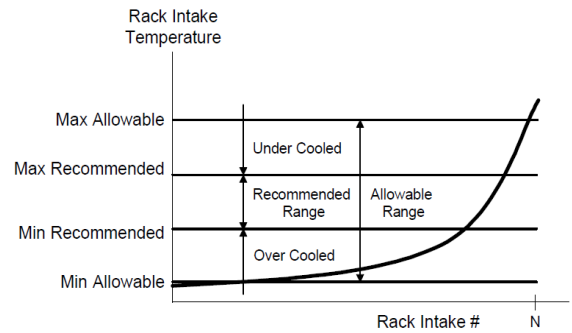 Rack Intake
Temperature
Max Allowable
Under Cooled
Max Recommended
Recommended
Range
Allowable
Range
Min Recommended
Over Cooled
Min Allowable
Rack Intake #
N